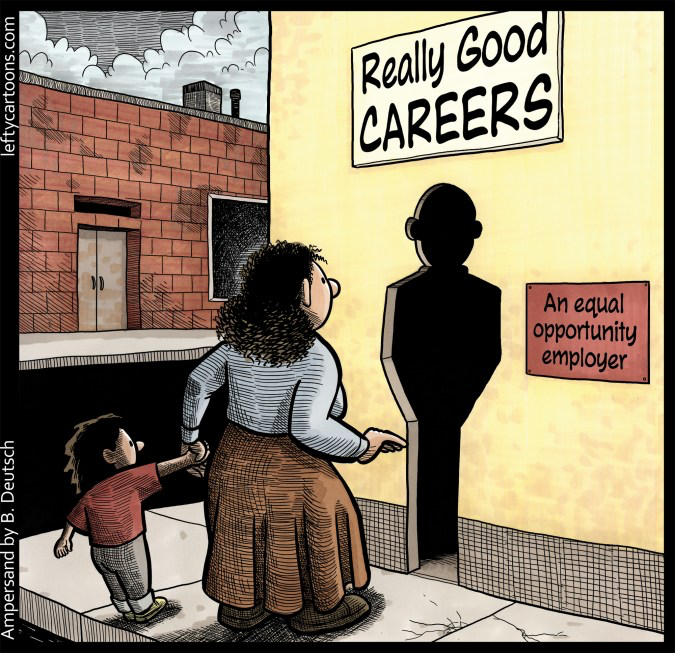 Really Good
CAREERS
An equal
opportunity
employer
leftycartoons.com
Ampersand by B. Deutsch